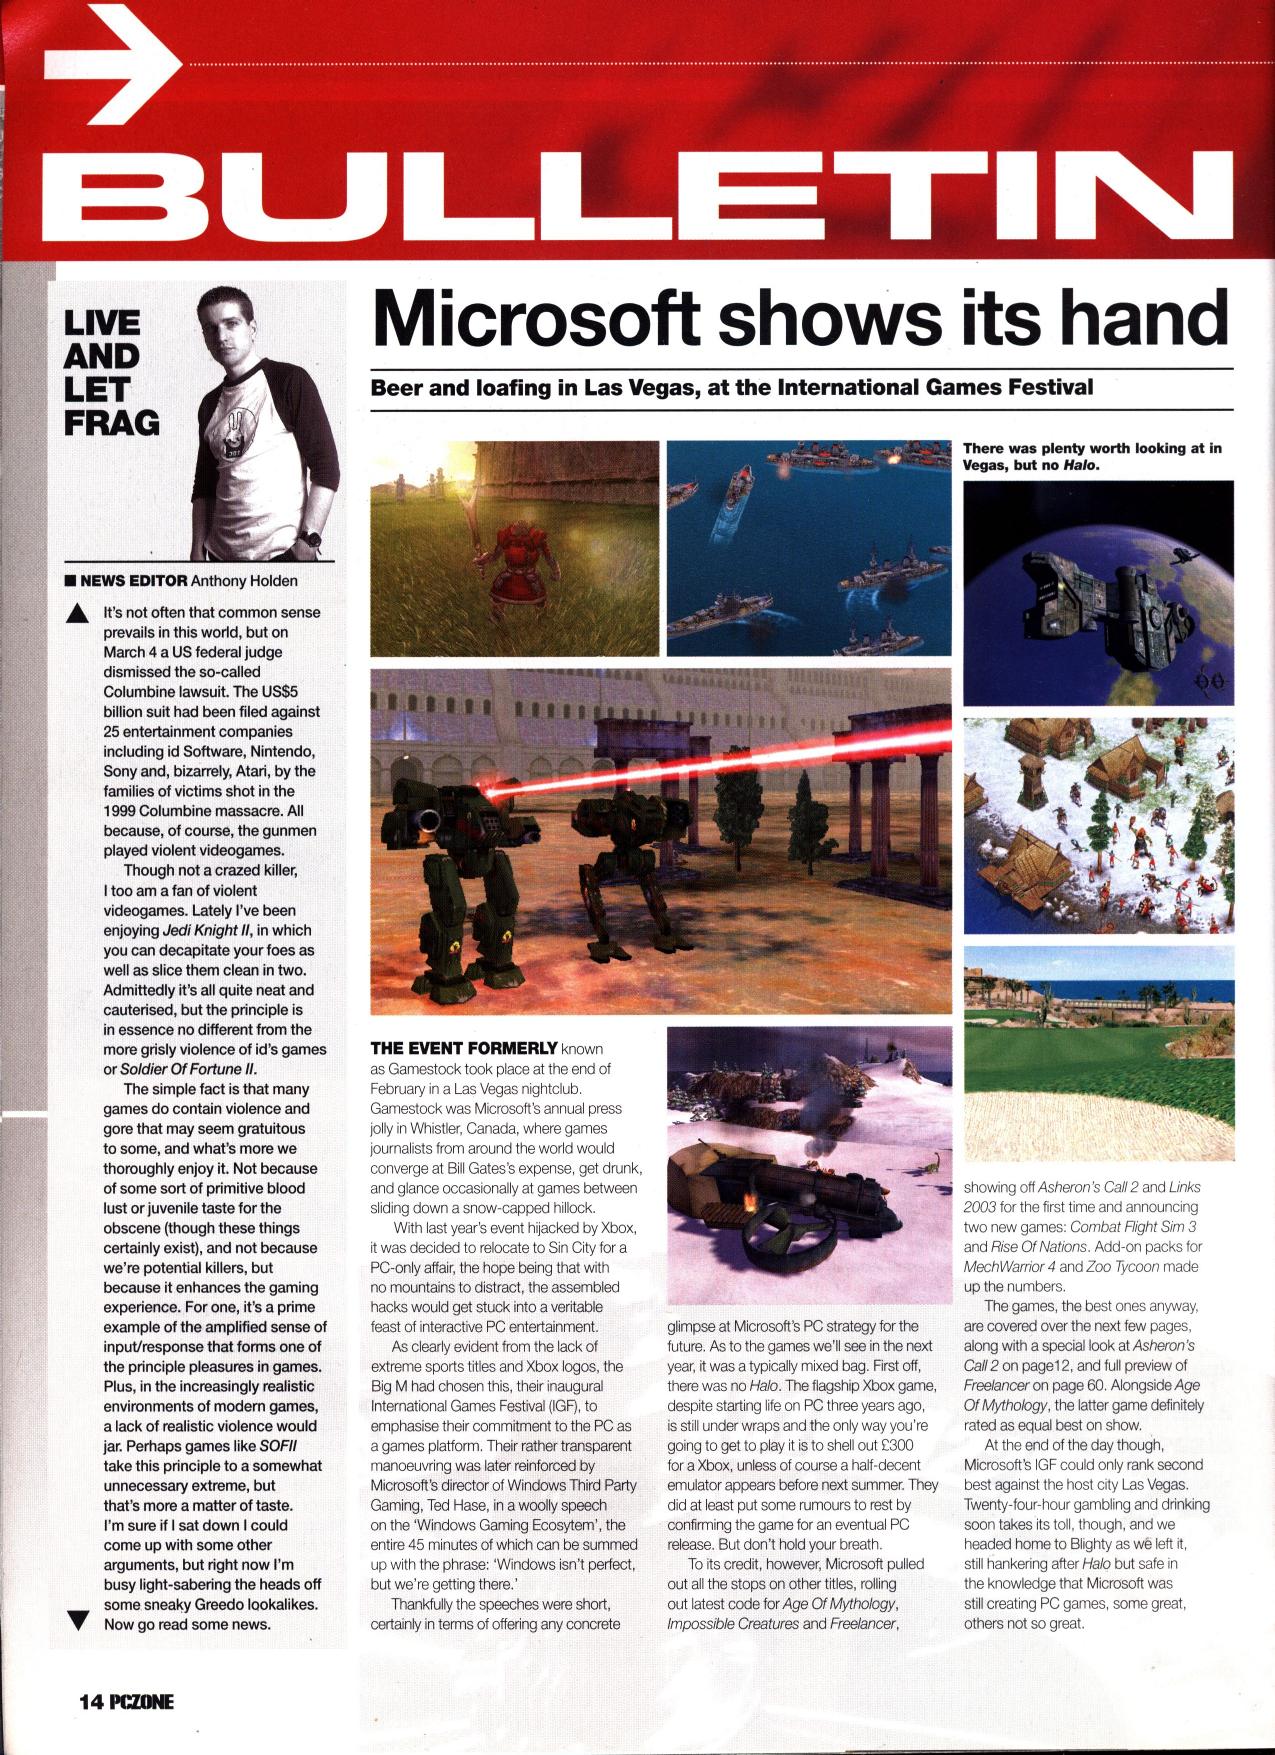 BULLETIN
LIVE
AND
LET
FRAG
■ NEWS EDITOR Anthony Holden
▲ It's not often that common sense
prevails in this world, but on
March 4 a US federal judge
dismissed the so-called
Columbine lawsuit. The US$5
billion suit had been filed against
25 entertainment companies
including id Software, Nintendo,
Sony and, bizarrely, Atari, by the
families of victims shot in the
1999 Columbine massacre. All
because, of course, the gunmen
played violent videogames.
Though not a crazed killer,
I too am a fan of violent
videogames. Lately I've been
enjoying Jedi Knight II, in which
you can decapitate your foes as
well as slice them clean in two.
Admittedly it's all quite neat and
cauterised, but the principle is
in essence no different from the
more grisly violence of id's games
or Soldier Of Fortune II.
The simple fact is that many
games do contain violence and
gore that may seem gratuitous
to some, and what's more we
thoroughly enjoy it. Not because
of some sort of primitive blood
lust or juvenile taste for the
obscene (though these things
certainly exist), and not because
we're potential killers, but
because it enhances the gaming
experience. For one, it's a prime
example of the amplified sense of
input/response that forms one of
the principle pleasures in games.
Plus, in the increasingly realistic
environments of modern games,
a lack of realistic violence would
jar. Perhaps games like SOFII
take this principle to a somewhat
unnecessary extreme, but
that's more a matter of taste.
I'm sure if I sat down I could
come up with some other
arguments, but right now I'm
busy light-sabering the heads off
some sneaky Greedo lookalikes.
▼ Now go read some news.
Microsoft shows its hand
Beer and loafing in Las Vegas, at the International Games Festival
There was plenty worth looking at in
Vegas, but no Halo.
THE EVENT FORMERLY known
as Gamestock took place at the end of
February in a Las Vegas nightclub.
Gamestock was Microsoft's annual press
jolly in Whistler, Canada, where games
journalists from around the world would
converge at Bill Gates's expense, get drunk,
and glance occasionally at games between
sliding down a snow-capped hillock.
With last year's event hijacked by Xbox,
it was decided to relocate to Sin City for a
PC-only affair, the hope being that with
no mountains to distract, the assembled
hacks would get stuck into a veritable
feast of interactive PC entertainment.
As clearly evident from the lack of
extreme sports titles and Xbox logos, the
Big M had chosen this, their inaugural
International Games Festival (IGF), to
emphasise their commitment to the PC as
a games platform. Their rather transparent
manoeuvring was later reinforced by
Microsoft's director of Windows Third Party
Gaming, Ted Hase, in a woolly speech
on the 'Windows Gaming Ecosytem', the
entire 45 minutes of which can be summed
up with the phrase: 'Windows isn't perfect,
but we're getting there.'
Thankfully the speeches were short,
certainly in terms of offering any concrete
glimpse at Microsoft's PC strategy for the
future. As to the games we'll see in the next
year, it was a typically mixed bag. First off,
there was no Halo. The flagship Xbox game,
despite starting life on PC three years ago,
is still under wraps and the only way you're
going to get to play it is to shell out £300
for a Xbox, unless of course a half-decent
emulator appears before next summer. They
did at least put some rumours to rest by
confirming the game for an eventual PC
release. But don't hold your breath.
To its credit, however, Microsoft pulled
out all the stops on other titles, rolling
out latest code for Age Of Mythology,
Impossible Creatures and Freelancer,
showing off Asheron's Call 2 and Links
2003 for the first time and announcing
two new games: Combat Flight Sim 3
and Rise Of Nations. Add-on packs for
MechWarrior 4 and Zoo Tycoon made
up the numbers.
The games, the best ones anyway,
are covered over the next few pages,
along with a special look at Asheron's
Call 2 on page12, and full preview of
Freelancer on page 60. Alongside Age
Of Mythology, the latter game definitely
rated as equal best on show.
At the end of the day though,
Microsoft's IGF could only rank second
best against the host city Las Vegas.
Twenty-four-hour gambling and drinking
soon takes its toll, though, and we
headed home to Blighty as we left it,
still hankering after Halo but safe in
the knowledge that Microsoft was
still creating PC games, some great,
others not so great.
14 PCZONE